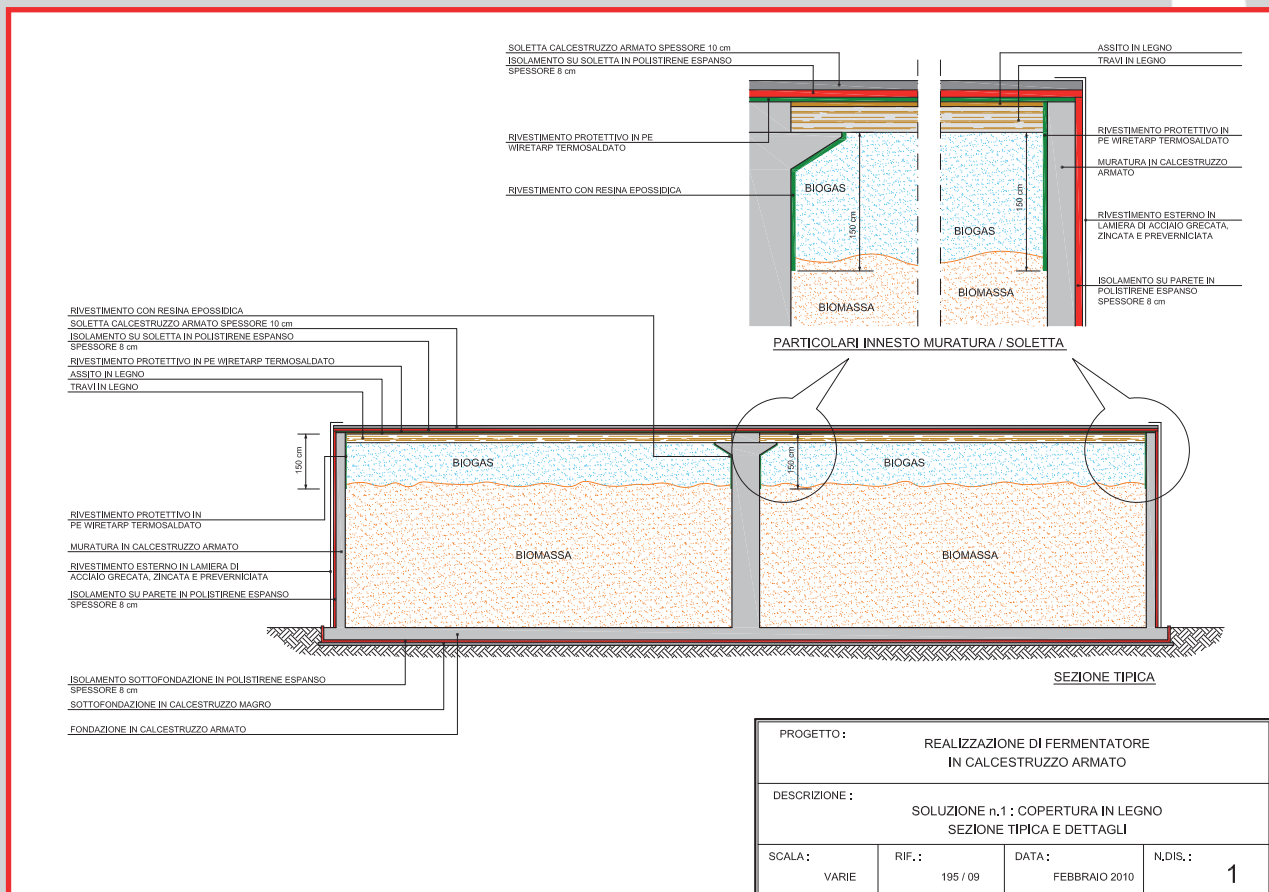 SOLETTA CALCESTRUZZO ARMATO SPESSORE 10 cm
ISOLAMENTO SU SOLETTA IN POLISTIRENE ESPANSO
SPESSORE 8 cm
RIVESTIMENTO PROTETTIVO IN PE
WIRETARP TERMOSALDATO
RIVESTIMENTO CON RESINA EPOSSIDICA
ASSITO IN LEGNO
TRAVI IN LEGNO
RIVESTIMENTO PROTETTIVO IN
PE WIRETARP TERMOSALDATO
MURATURA IN CALCESTRUZZO
ARMATO
RIVESTIMENTO ESTERNO IN
LAMIERA DI ACCIAIO GRECATA,
ZINCATA E PREVERNICIATA
ISOLAMENTO SU PARETE IN
POLISTIRENE ESPANSO
SPESSORE 8 cm
BIOGAS
150 cm
BIOGAS
150 cm
BIOMASSA
BIOMASSA
PARTICOLARI INNESTO MURATURA / SOLETTA
RIVESTIMENTO CON RESINA EPOSSIDICA
SOLETTA CALCESTRUZZO ARMATO SPESSORE 10 cm
ISOLAMENTO SU SOLETTA IN POLISTIRENE ESPANSO
SPESSORE 8 cm
RIVESTIMENTO PROTETTIVO IN PE WIRETARP TERMOSALDATO
ASSITO IN LEGNO
TRAVI IN LEGNO
150 cm
BIOGAS
150 cm
BIOGAS
RIVESTIMENTO PROTETTIVO IN
PE WIRETARP TERMOSALDATO
MURATURA IN CALCESTRUZZO ARMATO
RIVESTIMENTO ESTERNO IN LAMIERA DI
ACCIAIO GRECATA, ZINCATA E PREVERNICIATA
ISOLAMENTO SU PARETE IN POLISTIRENE ESPANSO
SPESSORE 8 cm
BIOMASSA
BIOMASSA
ISOLAMENTO SOTTOFONDAZIONE IN POLISTIRENE ESPANSO
SPESSORE 8 cm
SOTTOFONDAZIONE IN CALCESTRUZZO MAGRO
FONDAZIONE IN CALCESTRUZZO ARMATO
SEZIONE TIPICA
PROGETTO :
REALIZZAZIONE DI FERMENTATORE
IN CALCESTRUZZO ARMATO
DESCRIZIONE :
SOLUZIONE n.1 : COPERTURA IN LEGNO
SEZIONE TIPICA E DETTAGLI
SCALA :
VARIE
RIF. :
195 / 09
DATA :
FEBBRAIO 2010
N.DIS. :
1